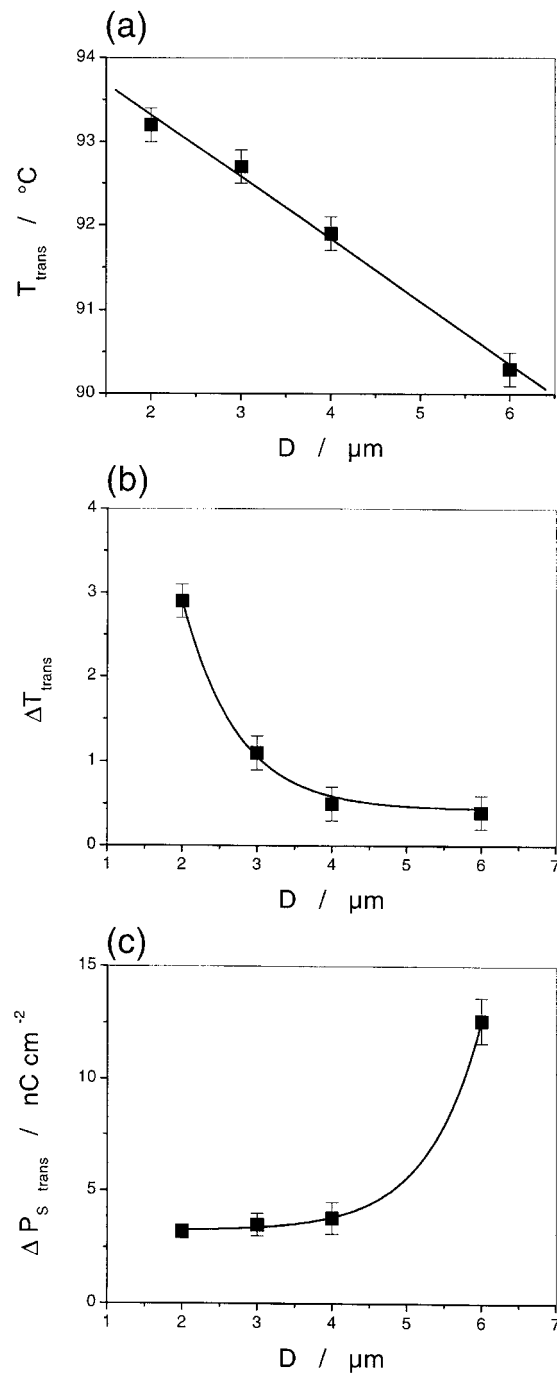 (a)
94
93
92
91
90
T trans / °C
2 3 4 5 6
D / µm
(b)
4
3
2
1
0
ΔT trans
1 2 3 4 5 6 7
D / µm
(c)
15
10
5
0
ΔP S trans / nC cm -2
1 2 3 4 5 6 7
D / µm